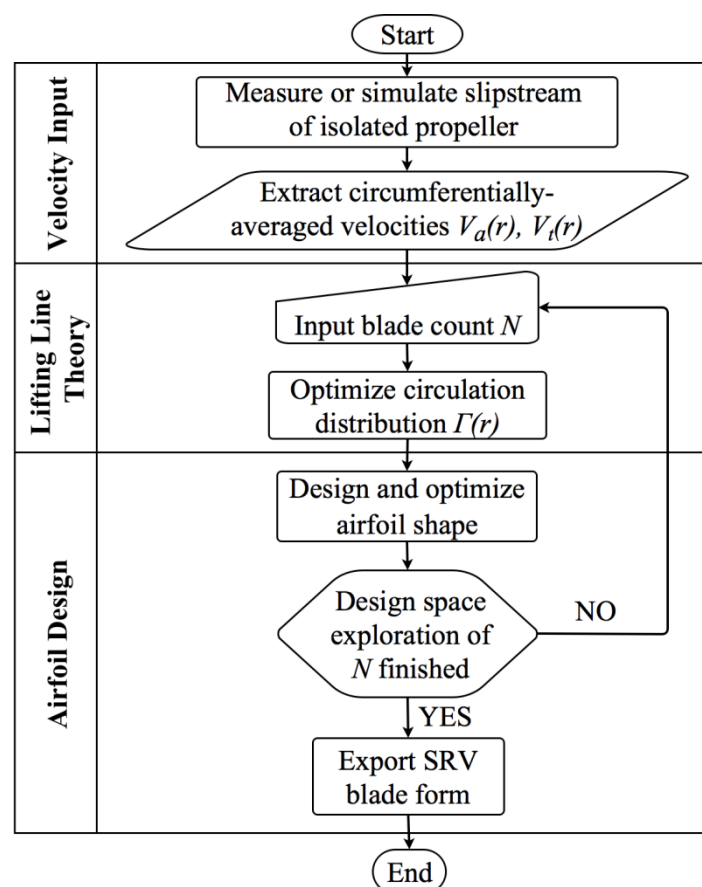 Start
Velocity Input
Measure or simulate slipstream
of isolated propeller
Extract circumferentially-
averaged velocities Vₐ(r), Vₜ(r)
Lifting Line
Theory
Input blade count N
Optimize circulation
distribution Γ(r)
Airfoil Design
Design and optimize
airfoil shape
Design space
exploration of
N finished
NO
YES
Export SRV
blade form
End